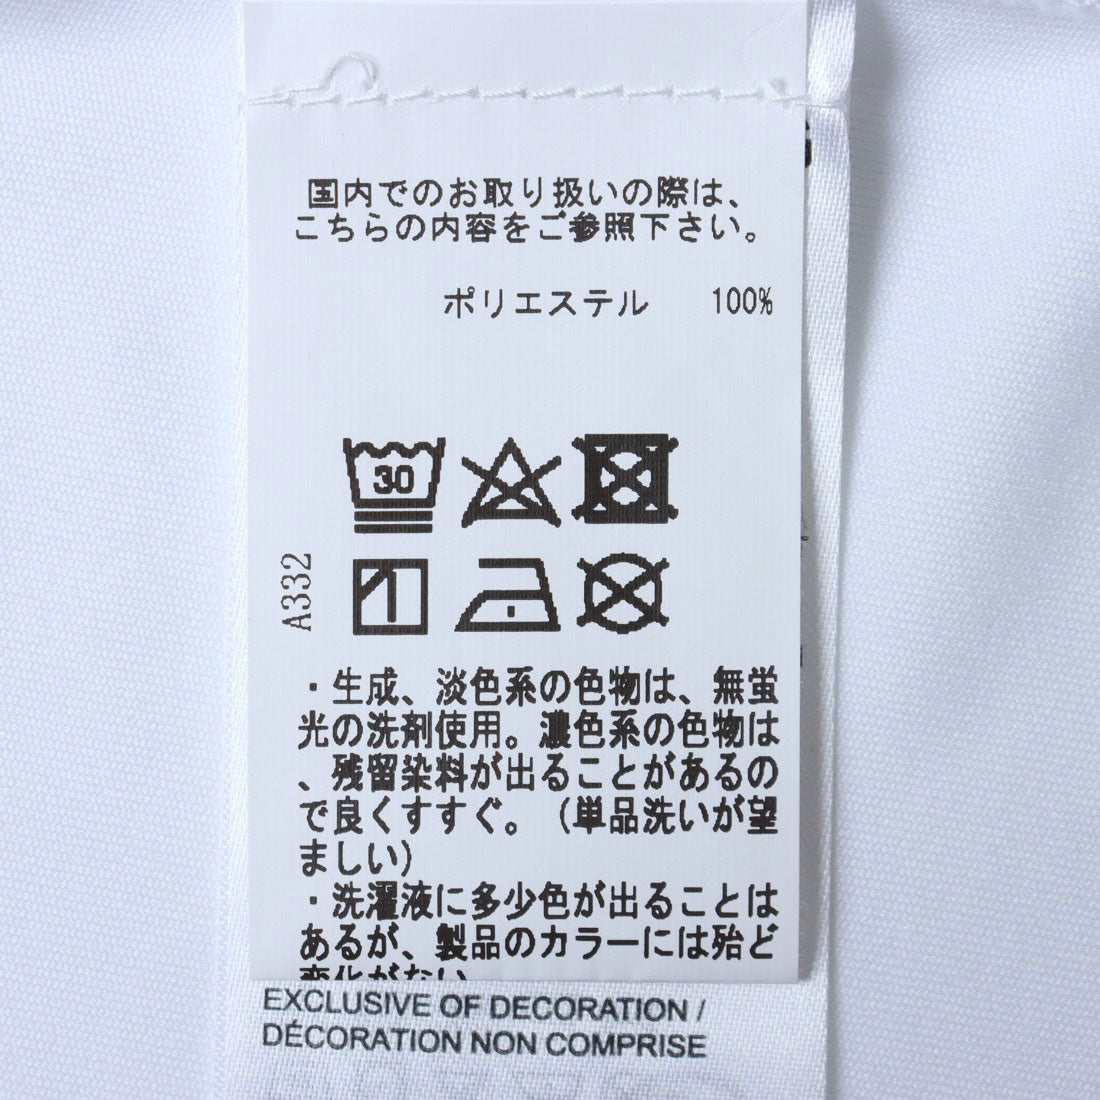 国内でのお取り扱いの際は、
こちらの内容をご参照下さい。
ポリエステル 100%
30
A332
・生成、淡色系の色物は、無蛍
光の洗剤使用。濃色系の色物は
、残留染料が出ることがあるの
で良くすすぐ。（単品洗いが望
ましい）
・洗濯液に多少色が出ることは
あるが、製品のカラーには殆ど
変化がない
EXCLUSIVE OF DECORATION /
DÉCORATION NON COMPRISE